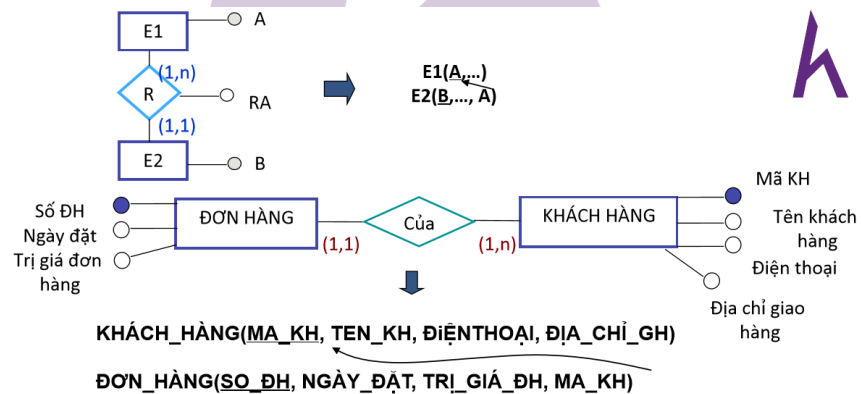 E1
A
(1,n)
R
RA
(1,1)
E2
B
E1(A,...)
E2(B,..., A)
Số ĐH
Ngày đặt
Trị giá đơn
hàng
ĐƠN HÀNG
(1,1)
Của
(1,n)
KHÁCH HÀNG
Mã KH
Tên khách
hàng
Điện thoại
Địa chỉ giao
hàng
KHÁCH_HÀNG(MA_KH, TEN_KH, ĐiỆNTHOẠI, ĐỊA_CHỈ_GH)
ĐƠN_HÀNG(SO_ĐH, NGÀY_ĐẶT, TRỊ_GIÁ_ĐH, MA_KH)